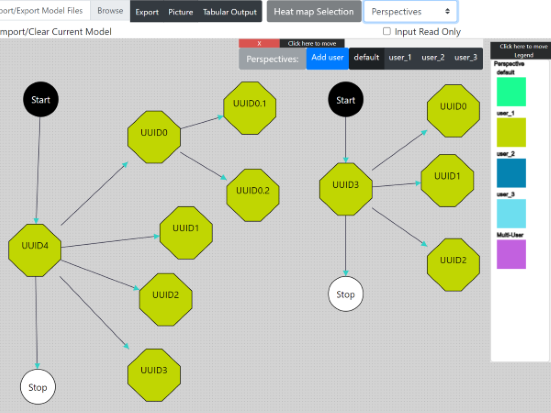 ort/Export Model Files Browse Export Picture Tabular Output Heat map Selection Perspectives
mport/Clear Current Model Input Read Only
X Click here to move
Perspectives: Add user default user_1 user_2 user_3
Click here to move
Legend
Perspective
default
user_1
user_2
user_3
Multi-User
Start
UUID0
UUID0.1
UUID0.2
UUID4
UUID1
UUID2
UUID3
Stop
Start
UUID0
UUID3
UUID1
UUID2
Stop